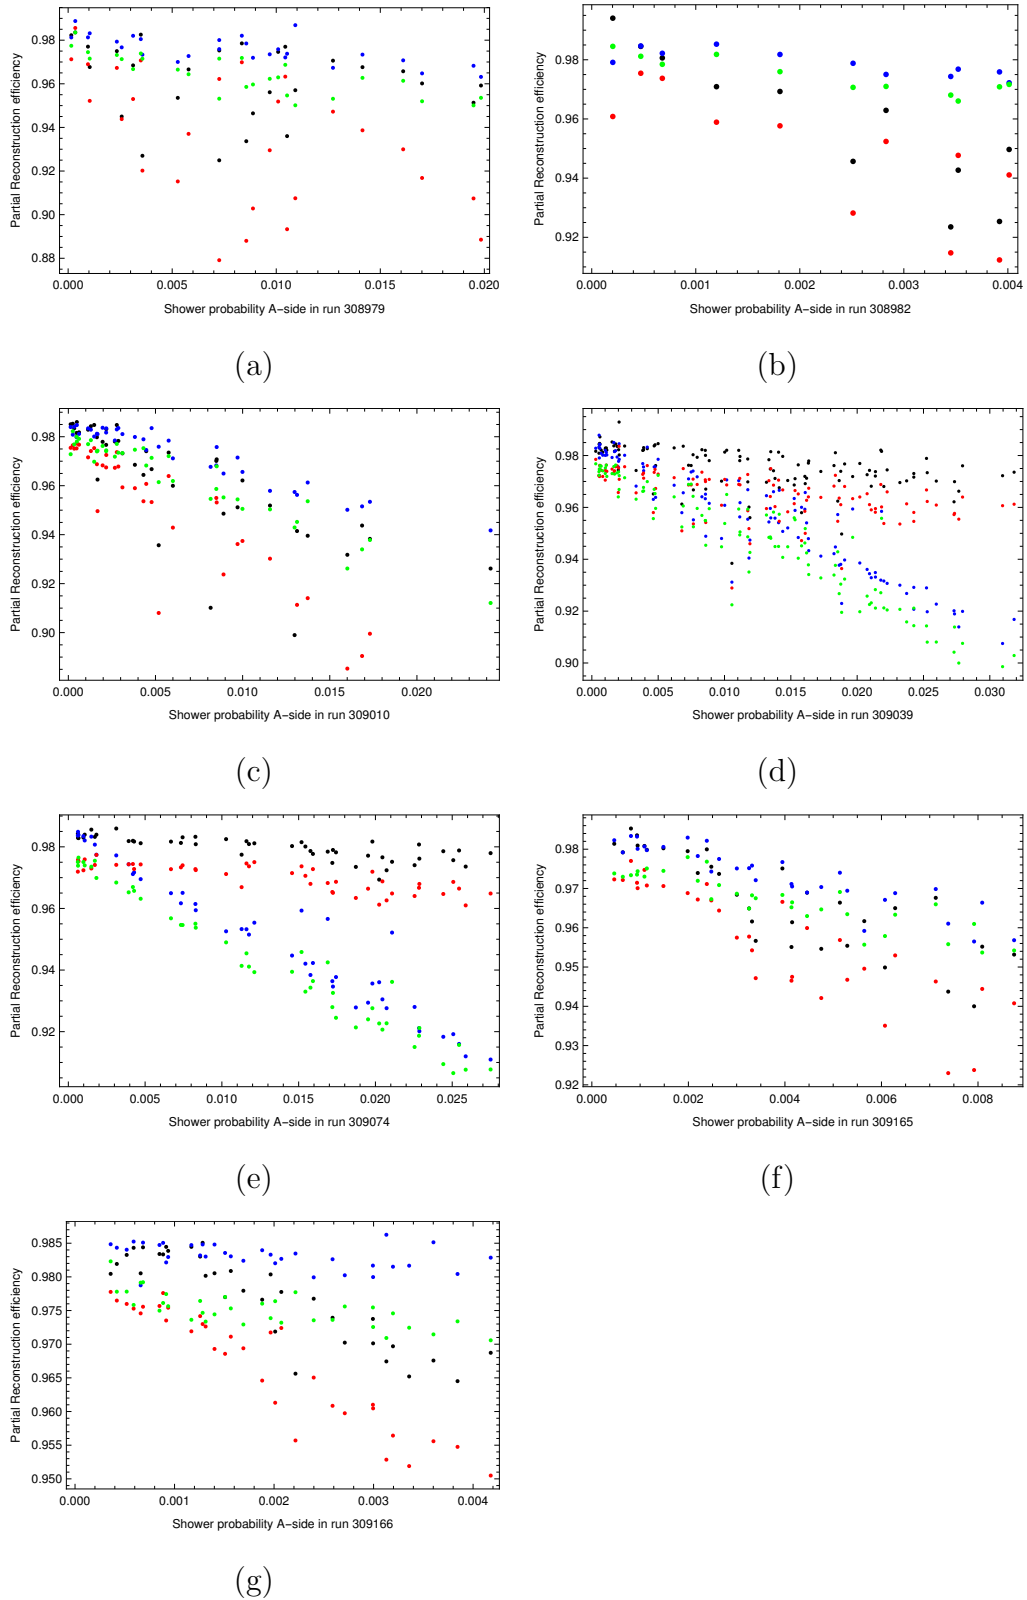 0.98
0.96
0.94
0.92
0.90
0.88
Partial Reconstruction efficiency
0.000 0.005 0.010 0.015 0.020
Shower probability A-side in run 308979
(a)
0.98
0.96
0.94
0.92
Partial Reconstruction efficiency
0.000 0.001 0.002 0.003 0.004
Shower probability A-side in run 308982
(b)
0.98
0.96
0.94
0.92
0.90
Partial Reconstruction efficiency
0.000 0.005 0.010 0.015 0.020
Shower probability A-side in run 309010
(c)
0.98
0.96
0.94
0.92
0.90
Partial Reconstruction efficiency
0.000 0.005 0.010 0.015 0.020 0.025 0.030
Shower probability A-side in run 309039
(d)
0.98
0.96
0.94
0.92
Partial Reconstruction efficiency
0.000 0.005 0.010 0.015 0.020 0.025
Shower probability A-side in run 309074
(e)
0.98
0.97
0.96
0.95
0.94
0.93
0.92
Partial Reconstruction efficiency
0.000 0.002 0.004 0.006 0.008
Shower probability A-side in run 309165
(f)
0.985
0.980
0.975
0.970
0.965
0.960
0.955
0.950
Partial Reconstruction efficiency
0.000 0.001 0.002 0.003 0.004
Shower probability A-side in run 309166
(g)